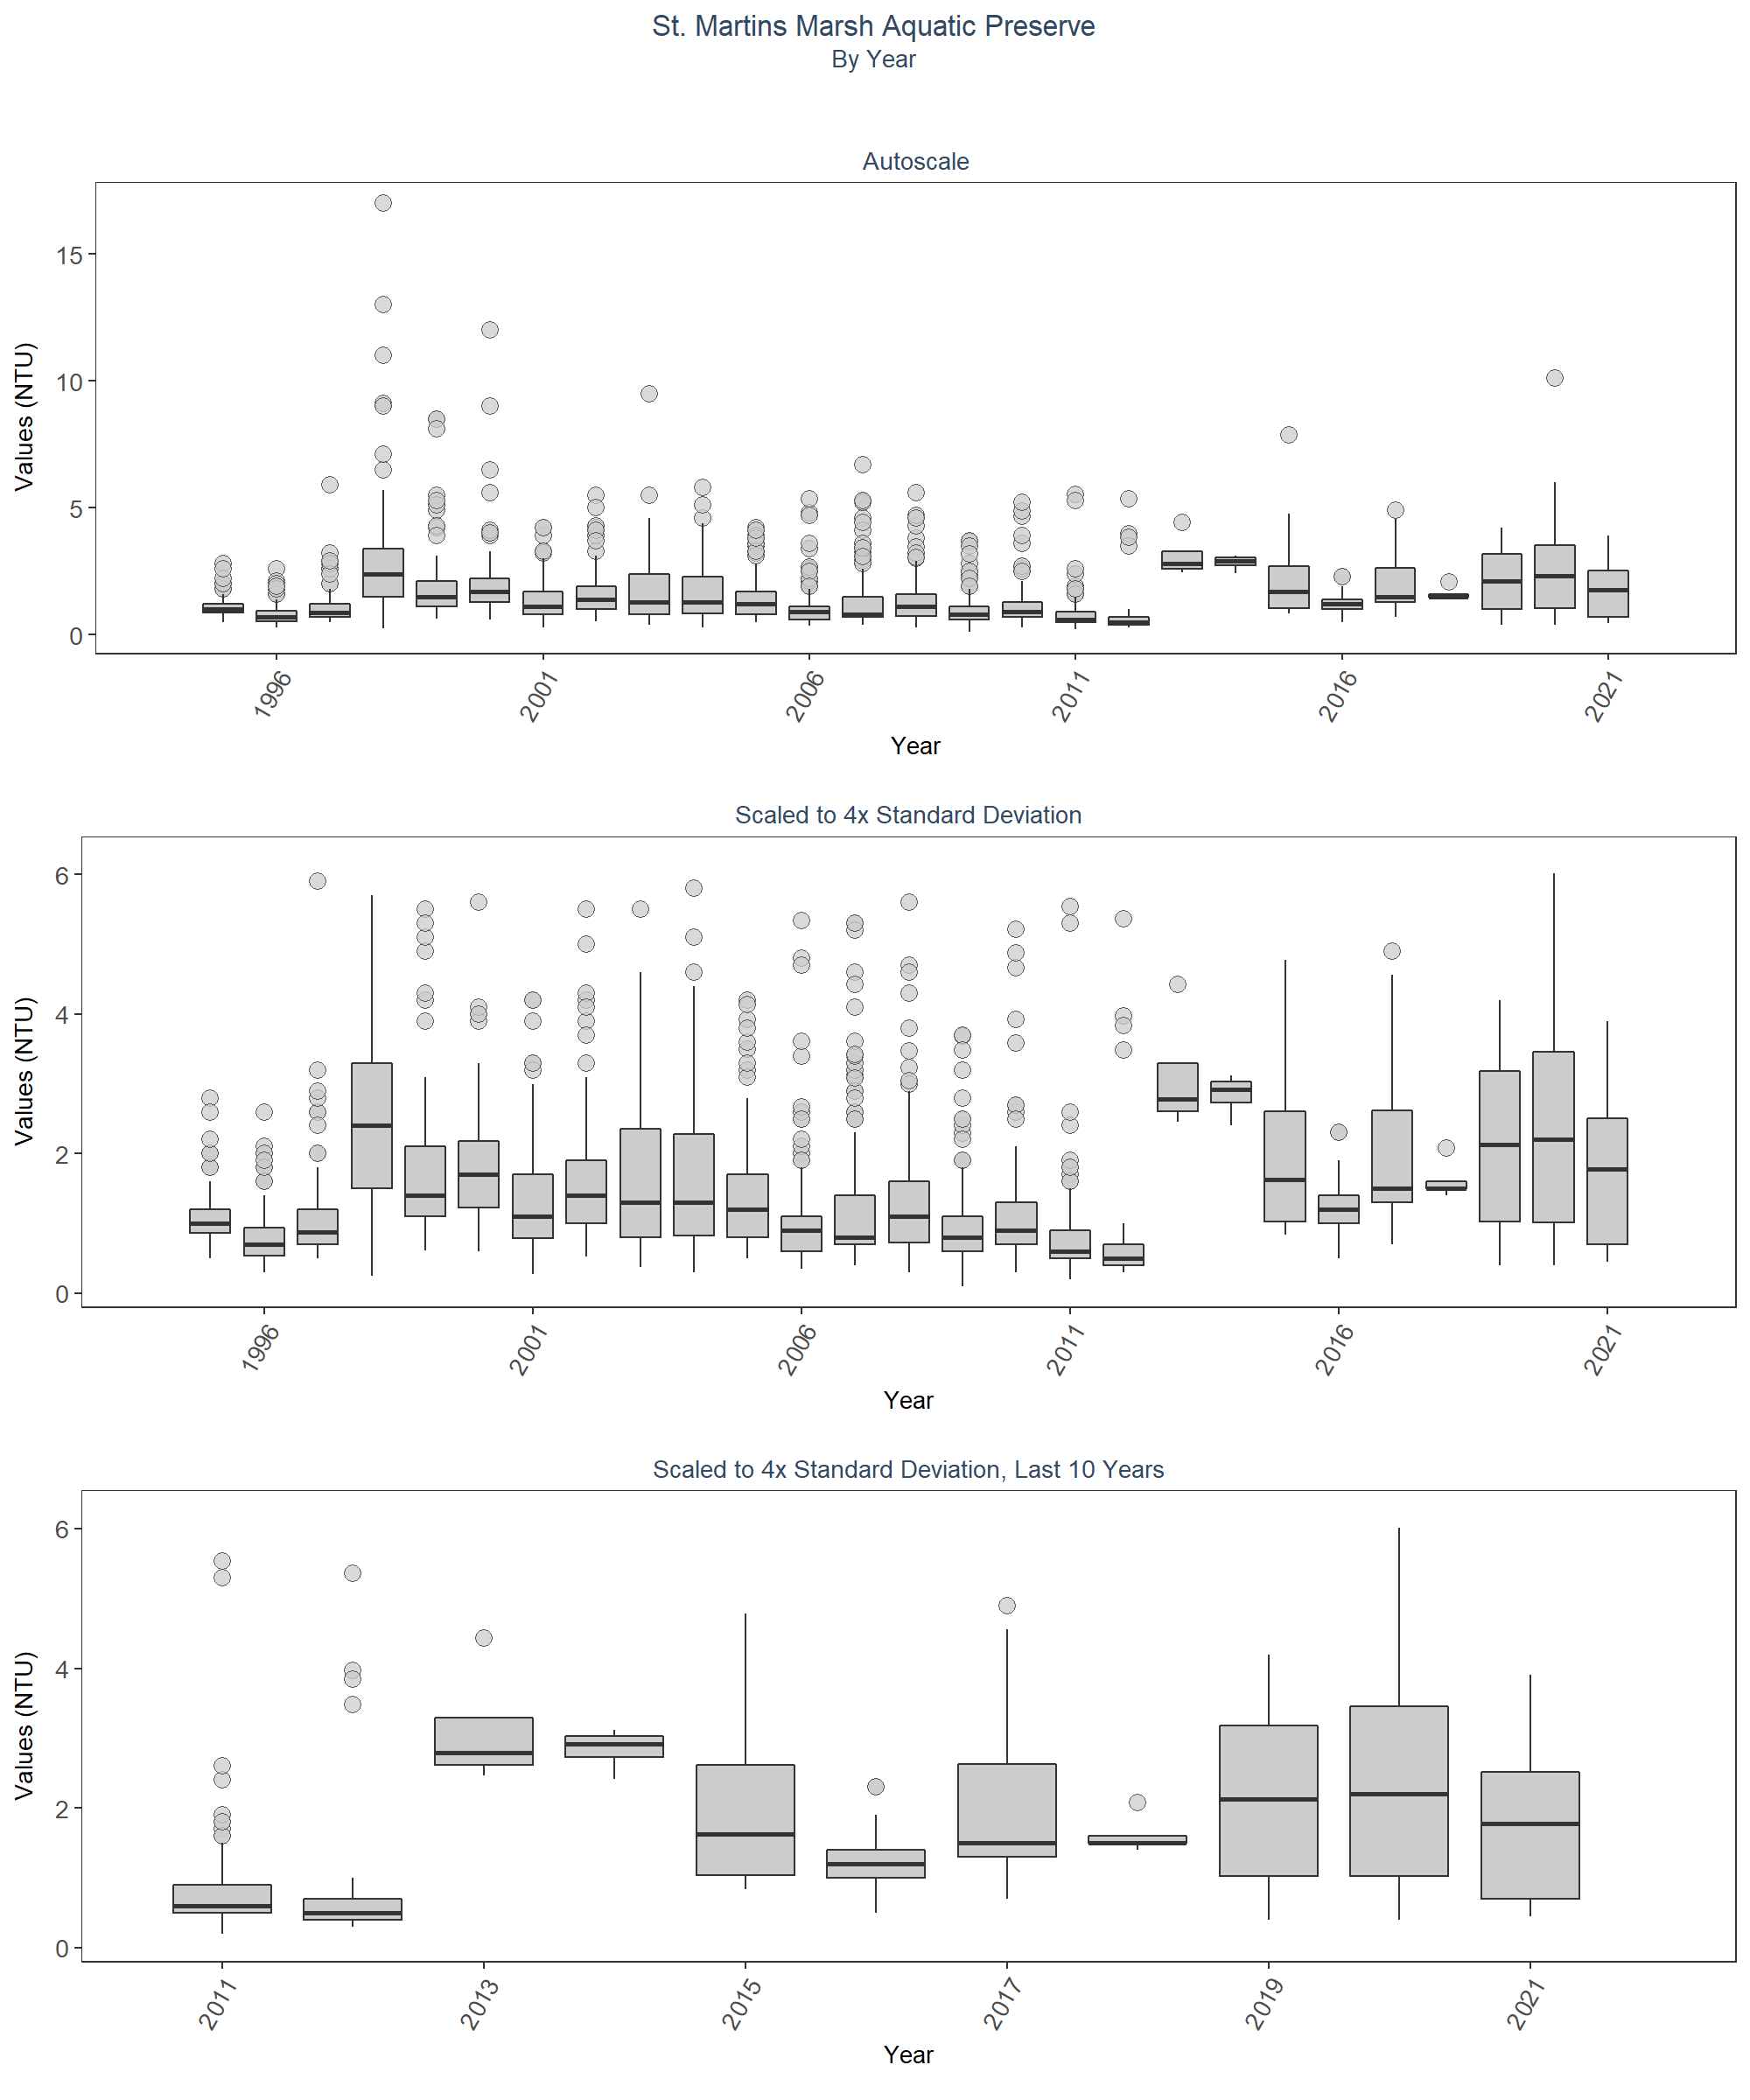 St. Martins Marsh Aquatic Preserve
By Year
Autoscale
Values (NTU)
15
10
5
0
1996 2001 2006 2011 2016 2021
Year
Scaled to 4x Standard Deviation
Values (NTU)
6
4
2
0
1996 2001 2006 2011 2016 2021
Year
Scaled to 4x Standard Deviation, Last 10 Years
Values (NTU)
6
4
2
0
2011 2013 2015 2017 2019 2021
Year